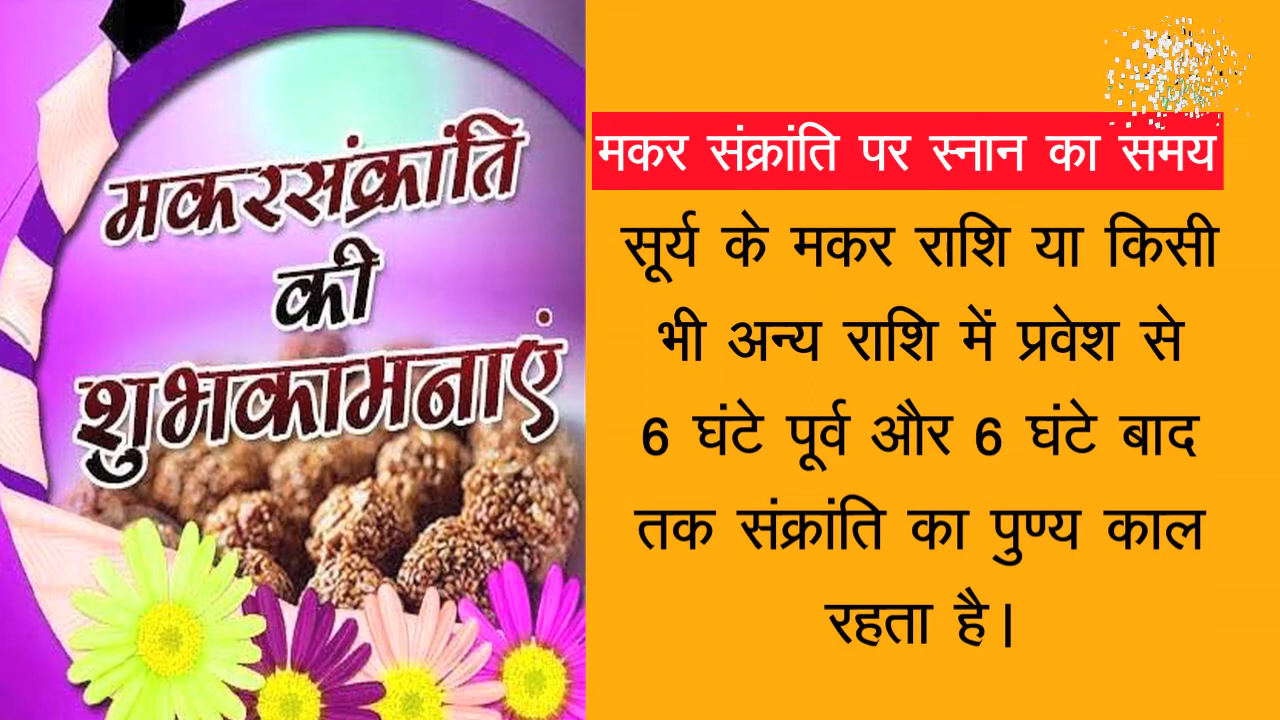 मकरसंक्रांति
की
शुभकामनाएं
मकर संक्रांति पर स्नान का समय
सूर्य के मकर राशि या किसी
भी अन्य राशि में प्रवेश से
6 घंटे पूर्व और 6 घंटे बाद
तक संक्रांति का पुण्य काल
रहता है।